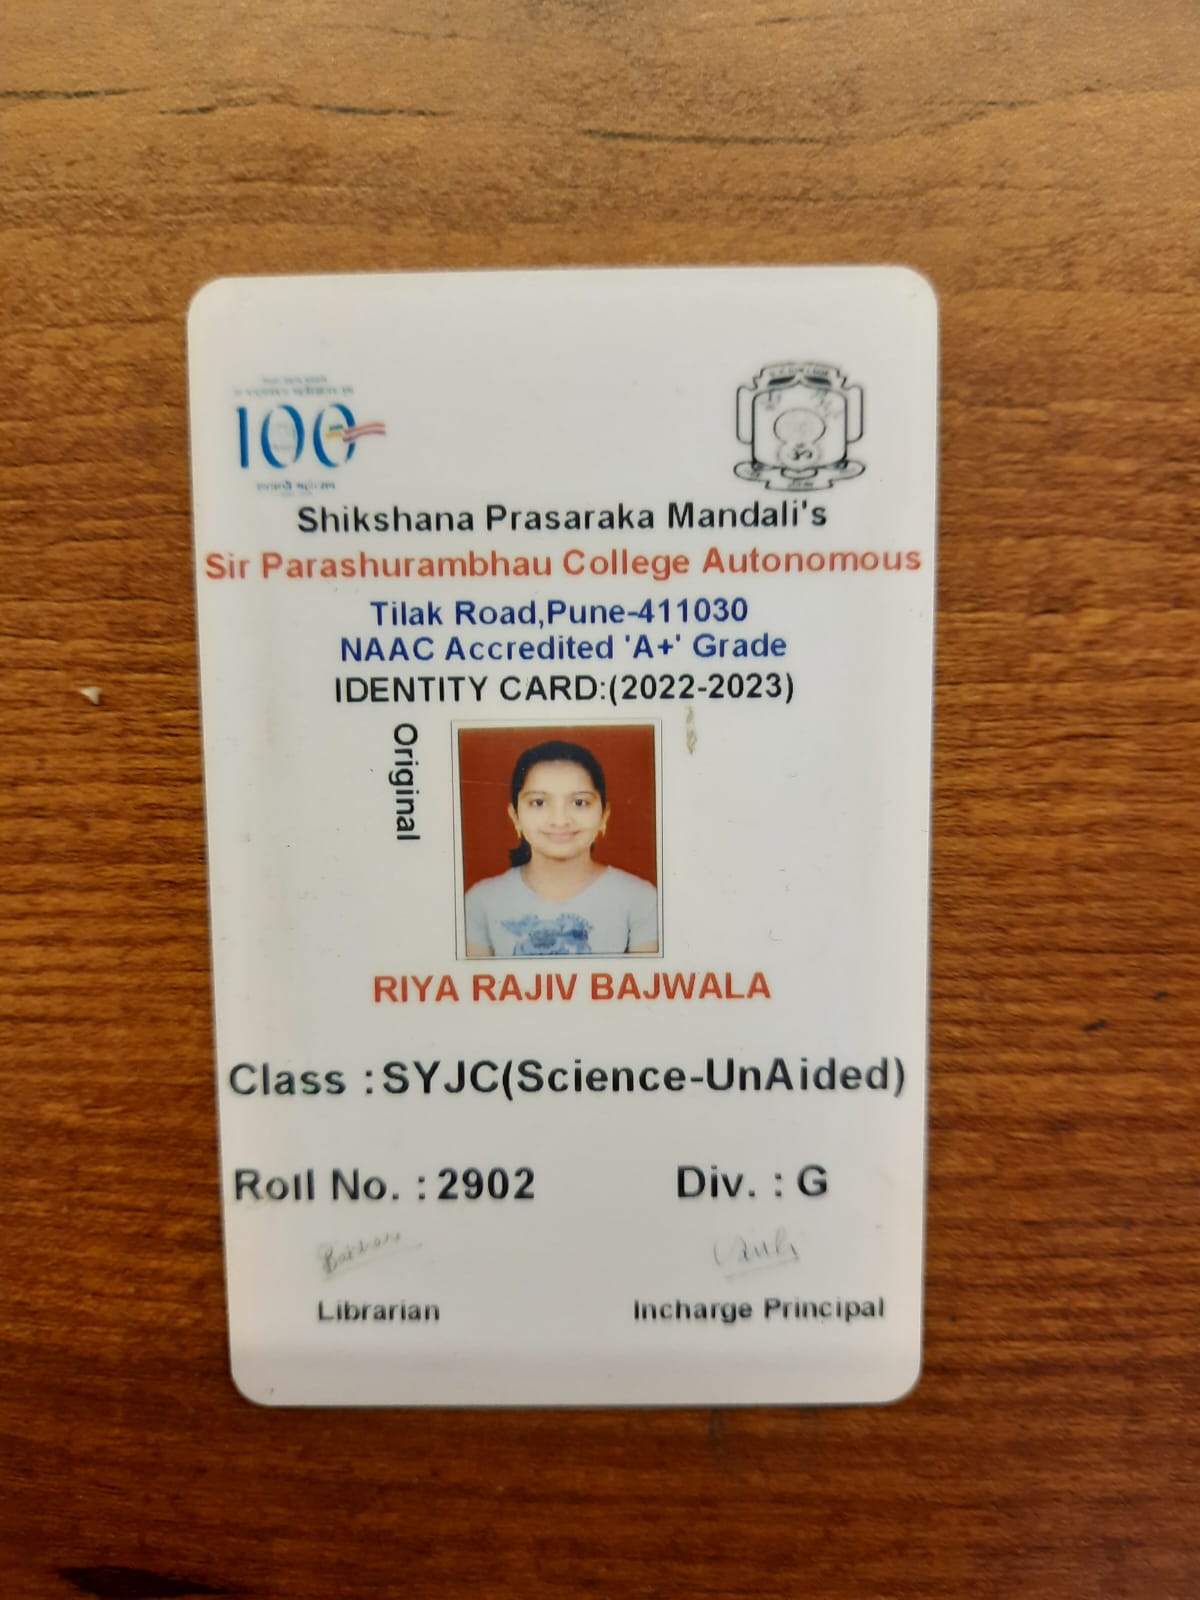 100
Shikshana Prasaraka Mandali's
Sir Parashurambhau College Autonomous
Tilak Road,Pune-411030
NAAC Accredited 'A+' Grade
IDENTITY CARD:(2022-2023)
Original
RIYA RAJIV BAJWALA
Class :SYJC(Science-UnAided)
Roll No. : 2902 Div. : G
Librarian Incharge Principal